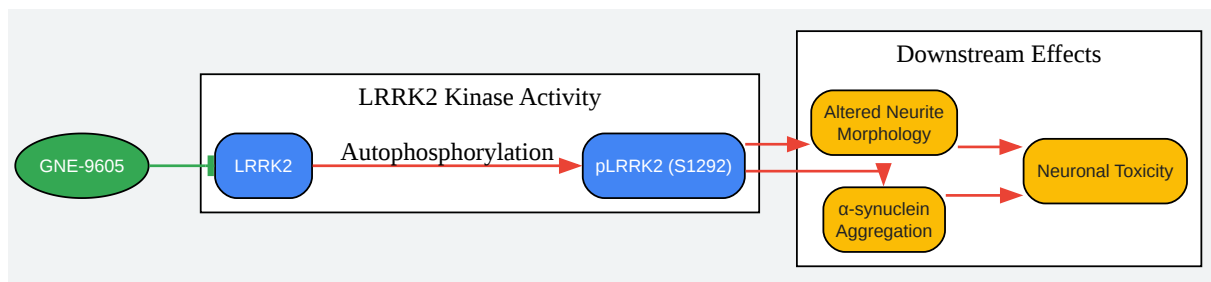 GNE-9605
LRRK2 Kinase Activity
LRRK2
Autophosphorylation
pLRRK2 (S1292)
Downstream Effects
Altered Neurite
Morphology
α-synuclein
Aggregation
Neuronal Toxicity